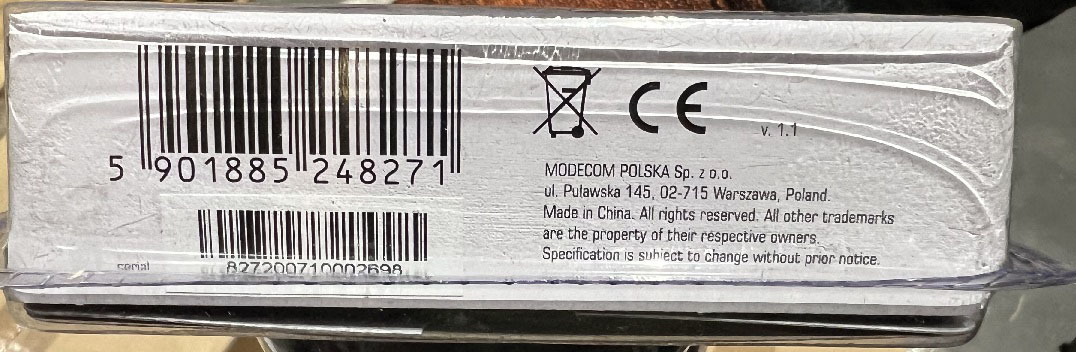 5 901885 248271
serial
827200710002698
CE
v. 1.1
MODECOM POLSKA Sp. z o.o.
ul. Puławska 145, 02-715 Warszawa, Poland.
Made in China. All rights reserved. All other trademarks
are the property of their respective owners.
Specification is subject to change without prior notice.